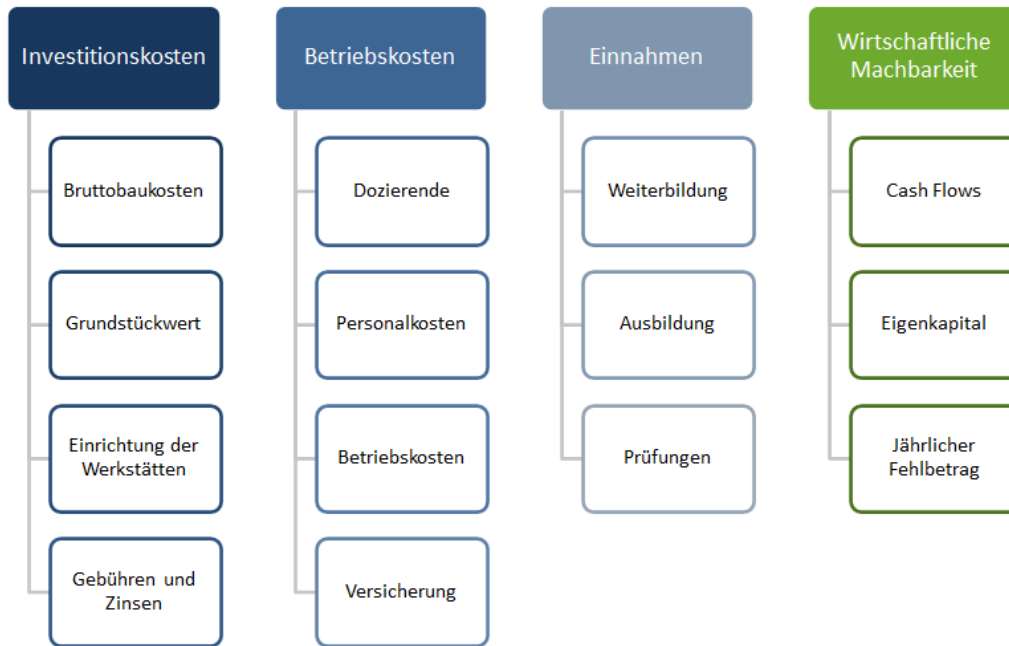 Investitionskosten
Bruttobaukosten
Grundstückwert
Einrichtung der
Werkstätten
Gebühren und
Zinsen
Betriebskosten
Dozierende
Personalkosten
Betriebskosten
Versicherung
Einnahmen
Weiterbildung
Ausbildung
Prüfungen
Wirtschaftliche
Machbarkeit
Cash Flows
Eigenkapital
Jährlicher
Fehlbetrag